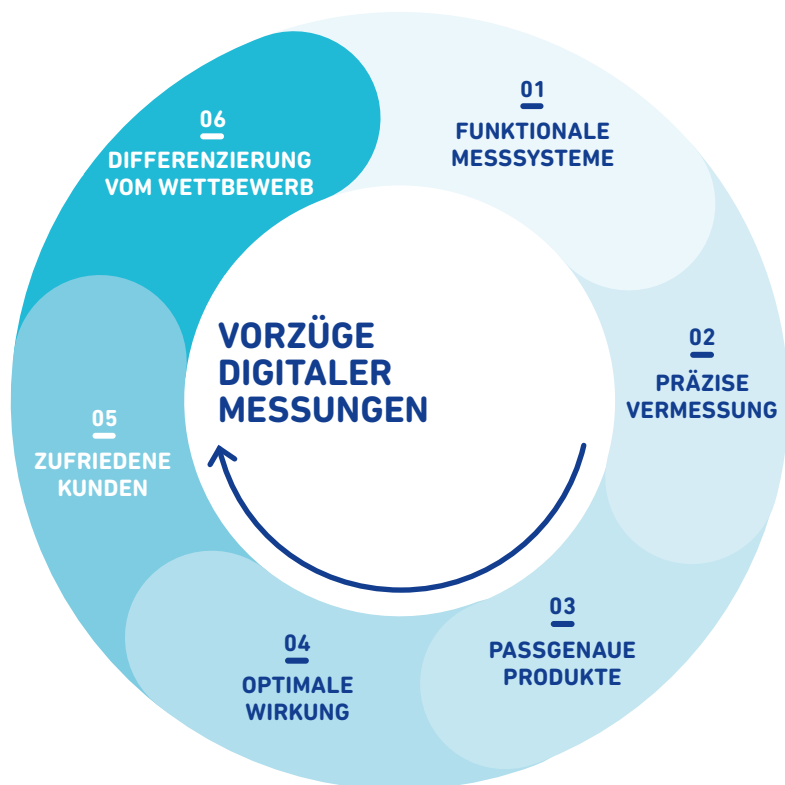 VORZÜGE
DIGITALER
MESSUNGEN
01
FUNKTIONALE
MESSSYSTEME
02
PRÄZISE
VERMESSUNG
03
PASSGENAUE
PRODUKTE
04
OPTIMALE
WIRKUNG
05
ZUFRIEDENE
KUNDEN
06
DIFFERENZIERUNG
VOM WETTBEWERB